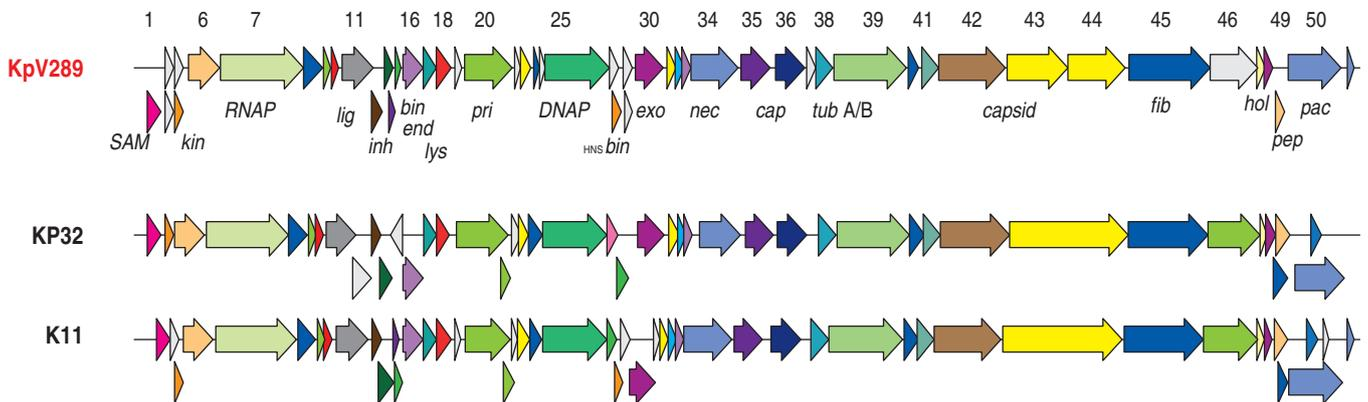 1 6 7 11 16 18 20 25 30 34 35 36 38 39 41 42 43 44 45 46 49 50
KpV289
RNAP lig bin pri DNAP exo nec cap tub A/B capsid fib hol pac
SAM kin inh end lys HNS bin pep
KP32
K11